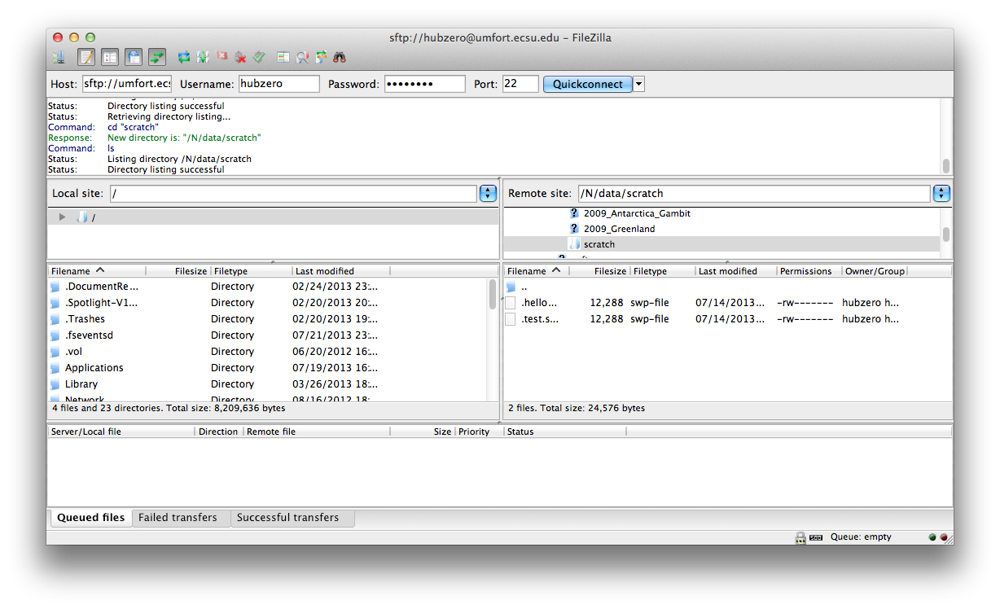 sftp://hubzero@umfort.ecsu.edu - FileZilla
Host: sftp://umfort.ecs Username: hubzero Password: •••••••• Port: 22 Quickconnect
Status: Directory listing successful
Status: Retrieving directory listing...
Command: cd "scratch"
Response: New directory is: "/N/data/scratch"
Command: ls
Status: Listing directory /N/data/scratch
Status: Directory listing successful
Local site: /
/
Remote site: /N/data/scratch
? 2009_Antarctica_Gambit
? 2009_Greenland
scratch
Filename Filesize Filetype Last modified
.DocumentRe... Directory 02/24/2013 23:...
.Spotlight-V1... Directory 02/20/2013 20:...
.Trashes Directory 02/20/2013 19:...
.fseventsd Directory 07/21/2013 23:...
.vol Directory 06/20/2012 16:...
Applications Directory 07/19/2013 16:...
Library Directory 03/26/2013 18:...
Network Directory 08/16/2012 18:
4 files and 23 directories. Total size: 8,209,636 bytes
Filename Filesize Filetype Last modified Permissions Owner/Group
..
.hello... 12,288 swp-file 07/14/2013... -rw------- hubzero h...
.test.s... 12,288 swp-file 07/14/2013... -rw------- hubzero h...
2 files. Total size: 24,576 bytes
Server/Local file Direction Remote file Size Priority Status
Queued files Failed transfers Successful transfers
Queue: empty